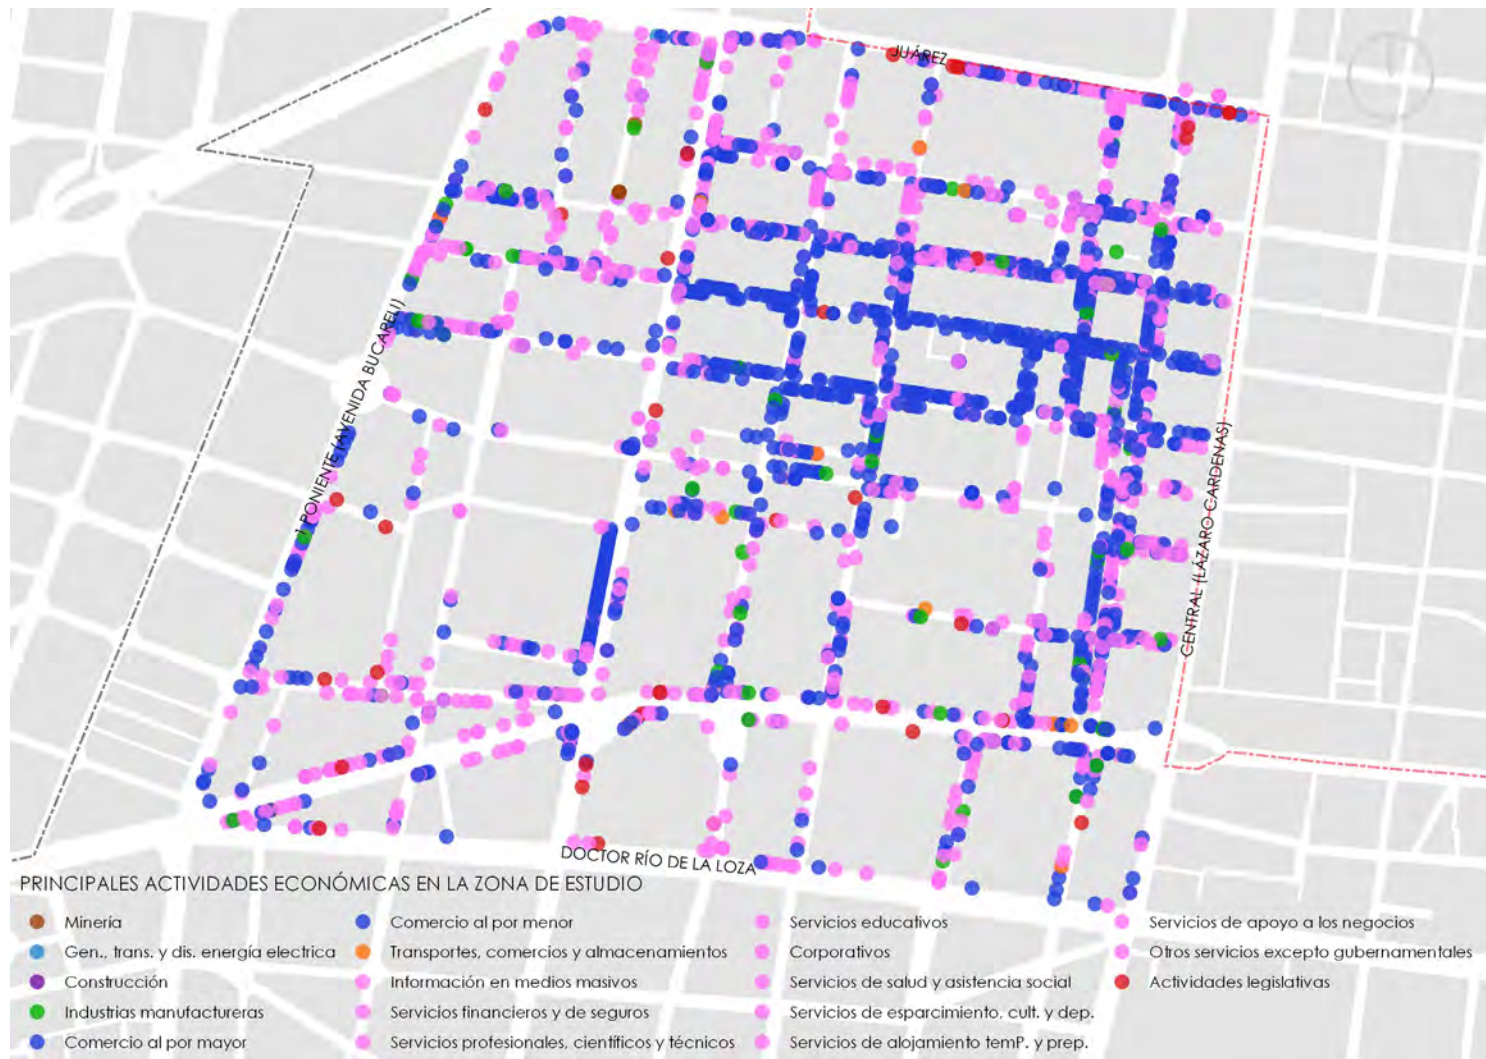 JUÁREZ
1 PONIENTE (AVENIDA BUCARELI)
CENTRAL (LÁZARO CARDENAS)
DOCTOR RÍO DE LA LOZA
PRINCIPALES ACTIVIDADES ECONÓMICAS EN LA ZONA DE ESTUDIO
Minería
Gen., trans. y dis. energía electrica
Construcción
Industrias manufactureras
Comercio al por mayor
Comercio al por menor
Transportes, comercios y almacenamientos
Información en medios masivos
Servicios financieros y de seguros
Servicios profesionales, científicos y técnicos
Servicios educativos
Corporativos
Servicios de salud y asistencia social
Servicios de esparcimiento, cult. y dep.
Servicios de alojamiento temP. y prep.
Servicios de apoyo a los negocios
Otros servicios excepto gubernamentales
Actividades legislativas